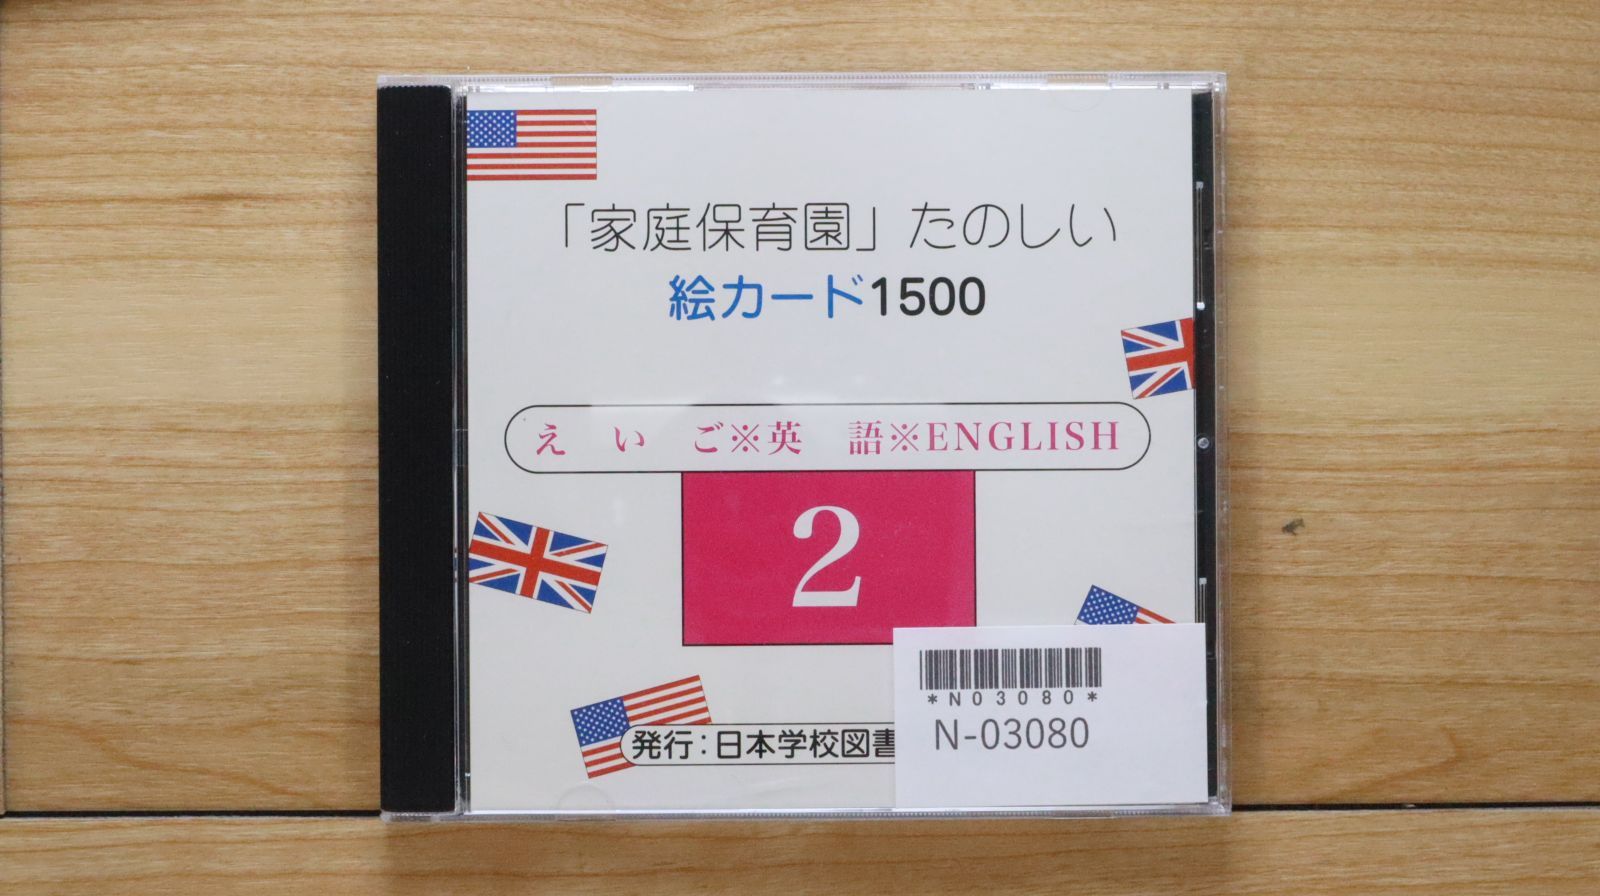 「家庭保育園」たのしい
絵カード1500
えいご※英語※ENGLISH
2
発行:日本学校図書
*N03080*
N-03080